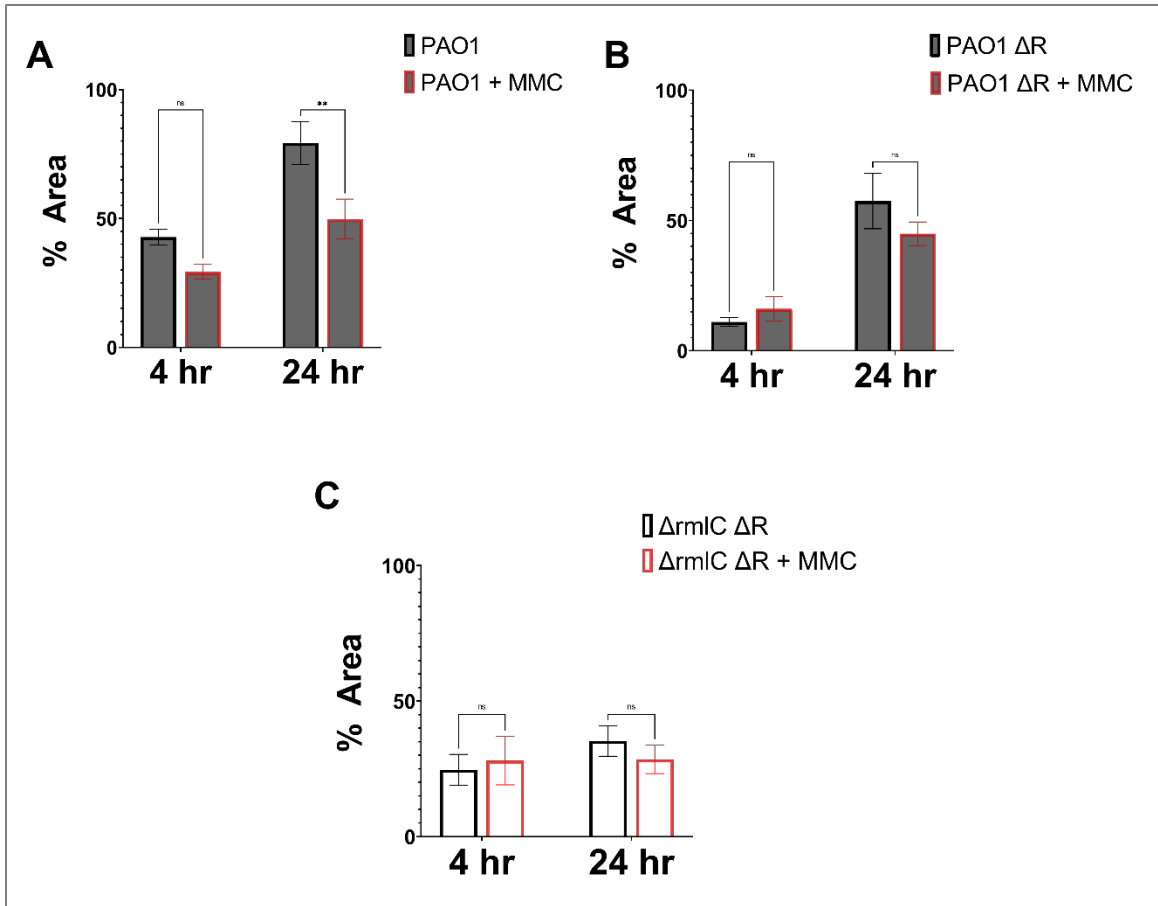 A
PAO1
PAO1 + MMC
% Area
100
50
0
ns
**
4 hr
24 hr
B
PAO1 ΔR
PAO1 ΔR + MMC
% Area
100
50
0
ns
ns
4 hr
24 hr
C
ΔrmlC ΔR
ΔrmlC ΔR + MMC
% Area
100
50
0
ns
ns
4 hr
24 hr